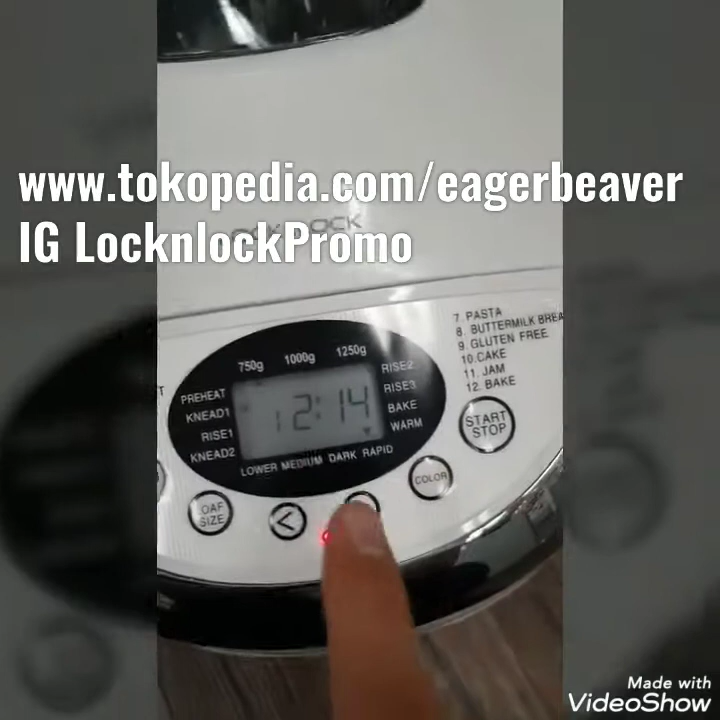 www.tokopedia.com/eagerbeaver
IG LocknlockPromo
7. PASTA
8. BUTTERMILK BREA
9. GLUTEN FREE
10. CAKE
11. JAM
12. BAKE
750g 1000g 1250g
PREHEAT
KNEAD1
RISE1
KNEAD2
12:14
RISE2
RISE3
BAKE
WARM
LOWER MEDIUM DARK RAPID
START
STOP
LOAF
SIZE
<
COLOR
Made with
VideoShow